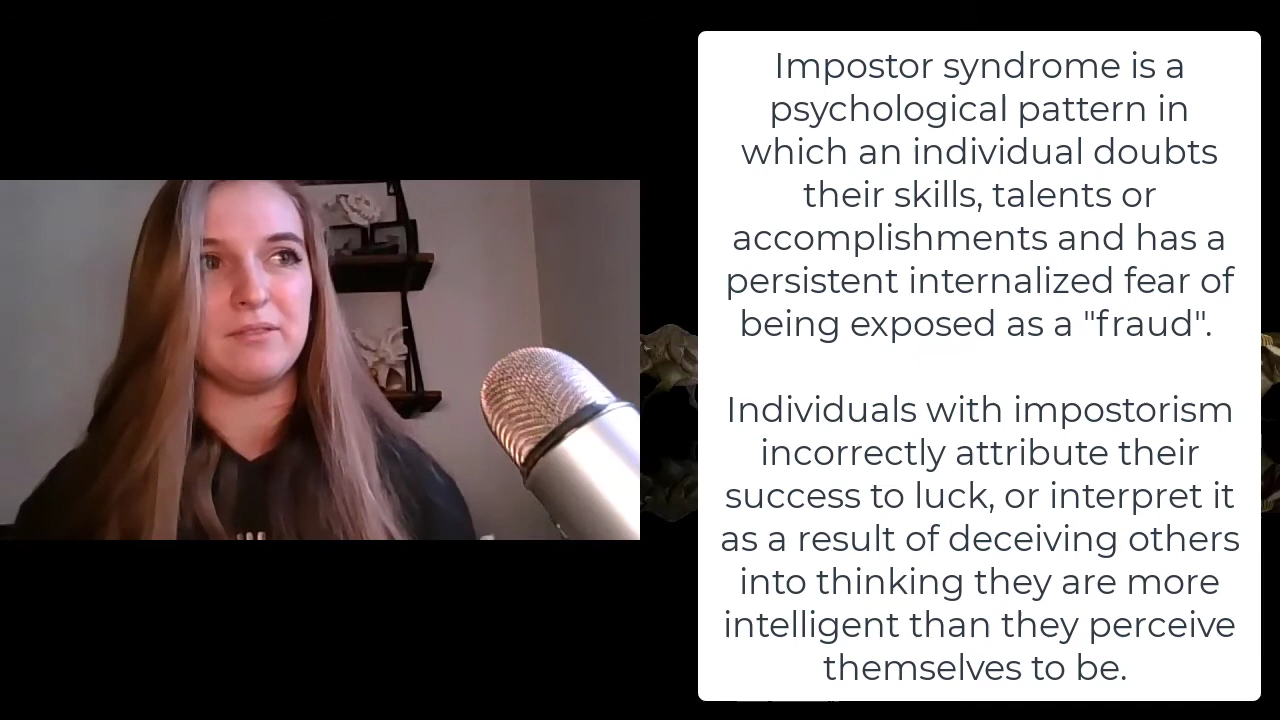 Impostor syndrome is a
psychological pattern in
which an individual doubts
their skills, talents or
accomplishments and has a
persistent internalized fear of
being exposed as a "fraud".
Individuals with impostorism
incorrectly attribute their
success to luck, or interpret it
as a result of deceiving others
into thinking they are more
intelligent than they perceive
themselves to be.